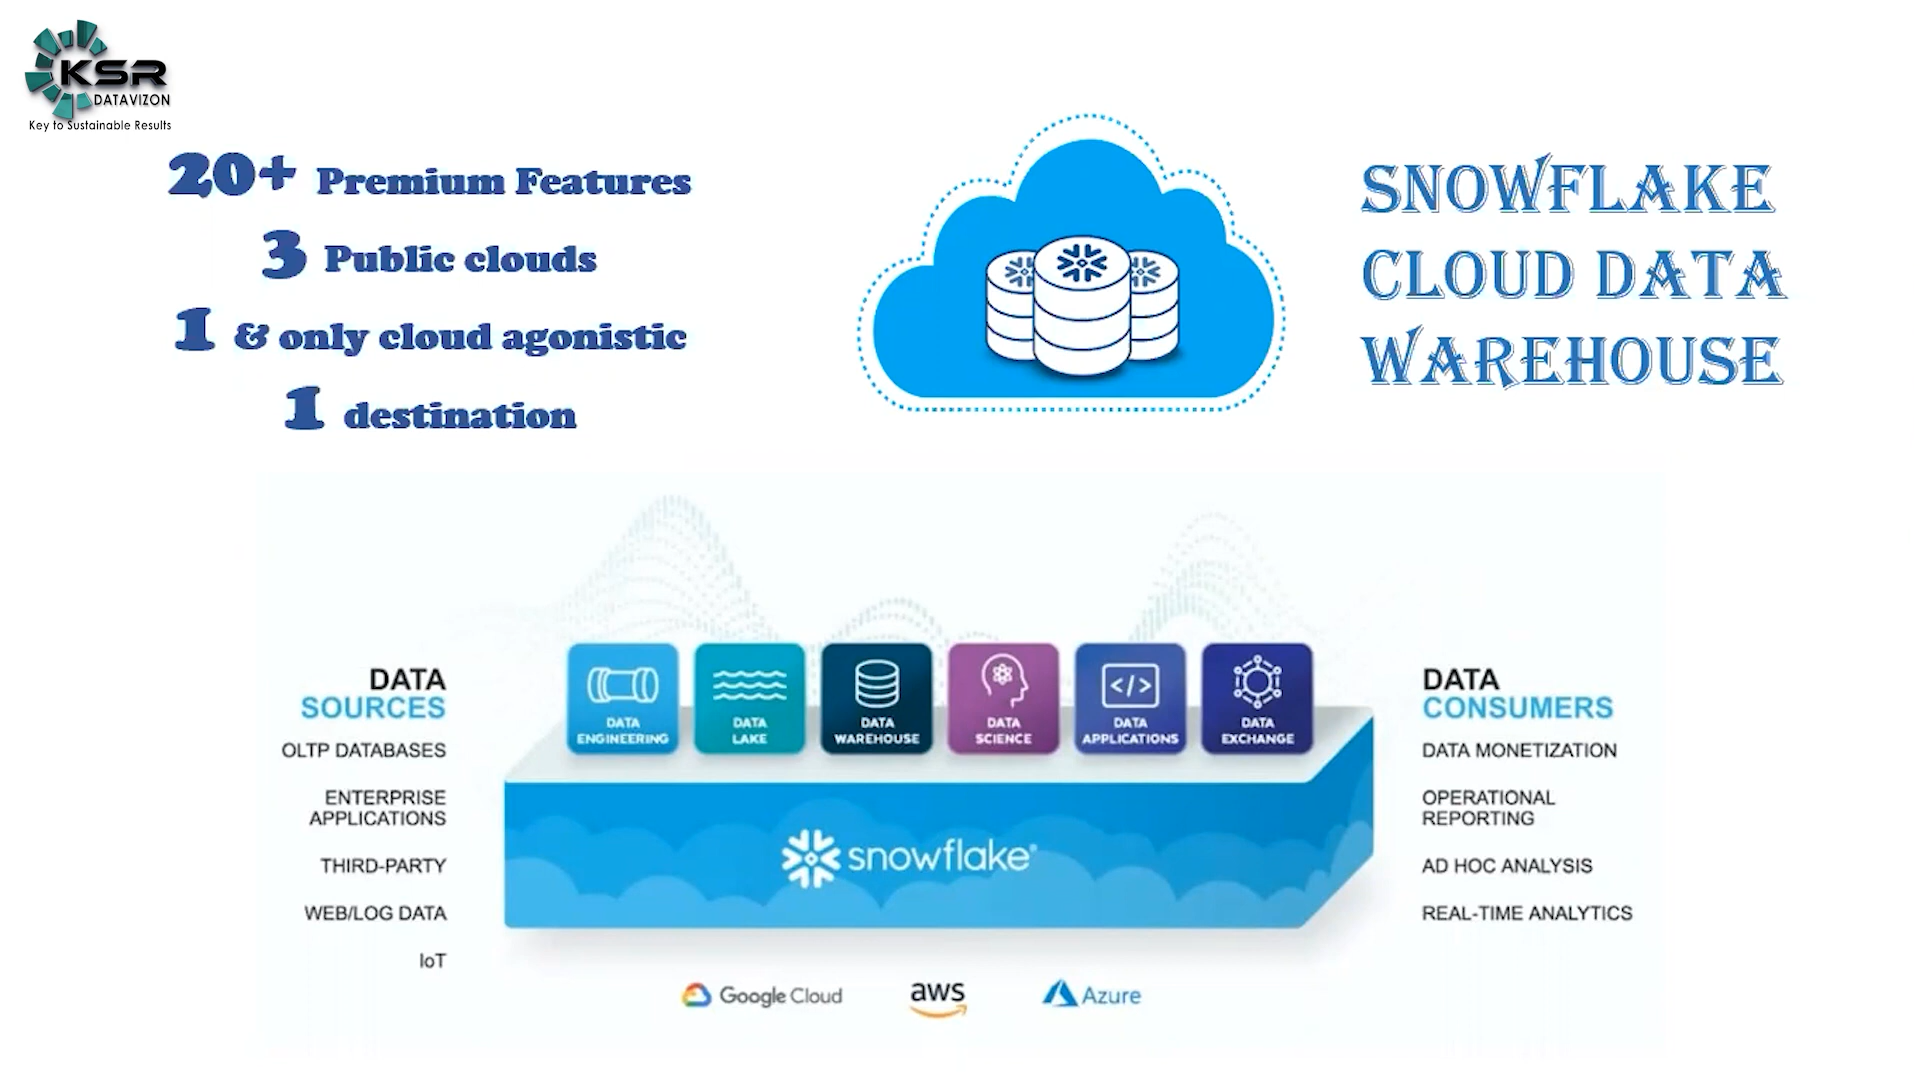 KSR
DATAVIZON
Key to Sustainable Results
20+ Premium Features
3 Public clouds
1 & only cloud agonistic
1 destination
SNOWFLAKE
CLOUD DATA
WAREHOUSE
DATA
SOURCES
OLTP DATABASES
ENTERPRISE
APPLICATIONS
THIRD-PARTY
WEB/LOG DATA
IoT
DATA
ENGINEERING
DATA
LAKE
DATA
WAREHOUSE
DATA
SCIENCE
</>
DATA
APPLICATIONS
DATA
EXCHANGE
snowflake®
Google Cloud
aws
Azure
DATA
CONSUMERS
DATA MONETIZATION
OPERATIONAL
REPORTING
AD HOC ANALYSIS
REAL-TIME ANALYTICS